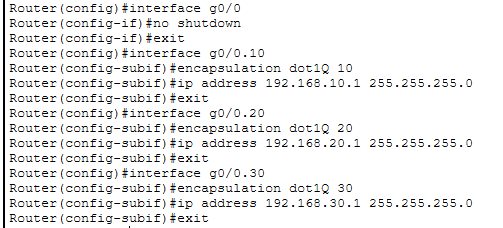 Router(config)#interface g0/0
Router(config-if)#no shutdown
Router(config-if)#exit
Router(config)#interface g0/0.10
Router(config-subif)#encapsulation dot1Q 10
Router(config-subif)#ip address 192.168.10.1 255.255.255.0
Router(config-subif)#exit
Router(config)#interface g0/0.20
Router(config-subif)#encapsulation dot1Q 20
Router(config-subif)#ip address 192.168.20.1 255.255.255.0
Router(config-subif)#exit
Router(config)#interface g0/0.30
Router(config-subif)#encapsulation dot1Q 30
Router(config-subif)#ip address 192.168.30.1 255.255.255.0
Router(config-subif)#exit